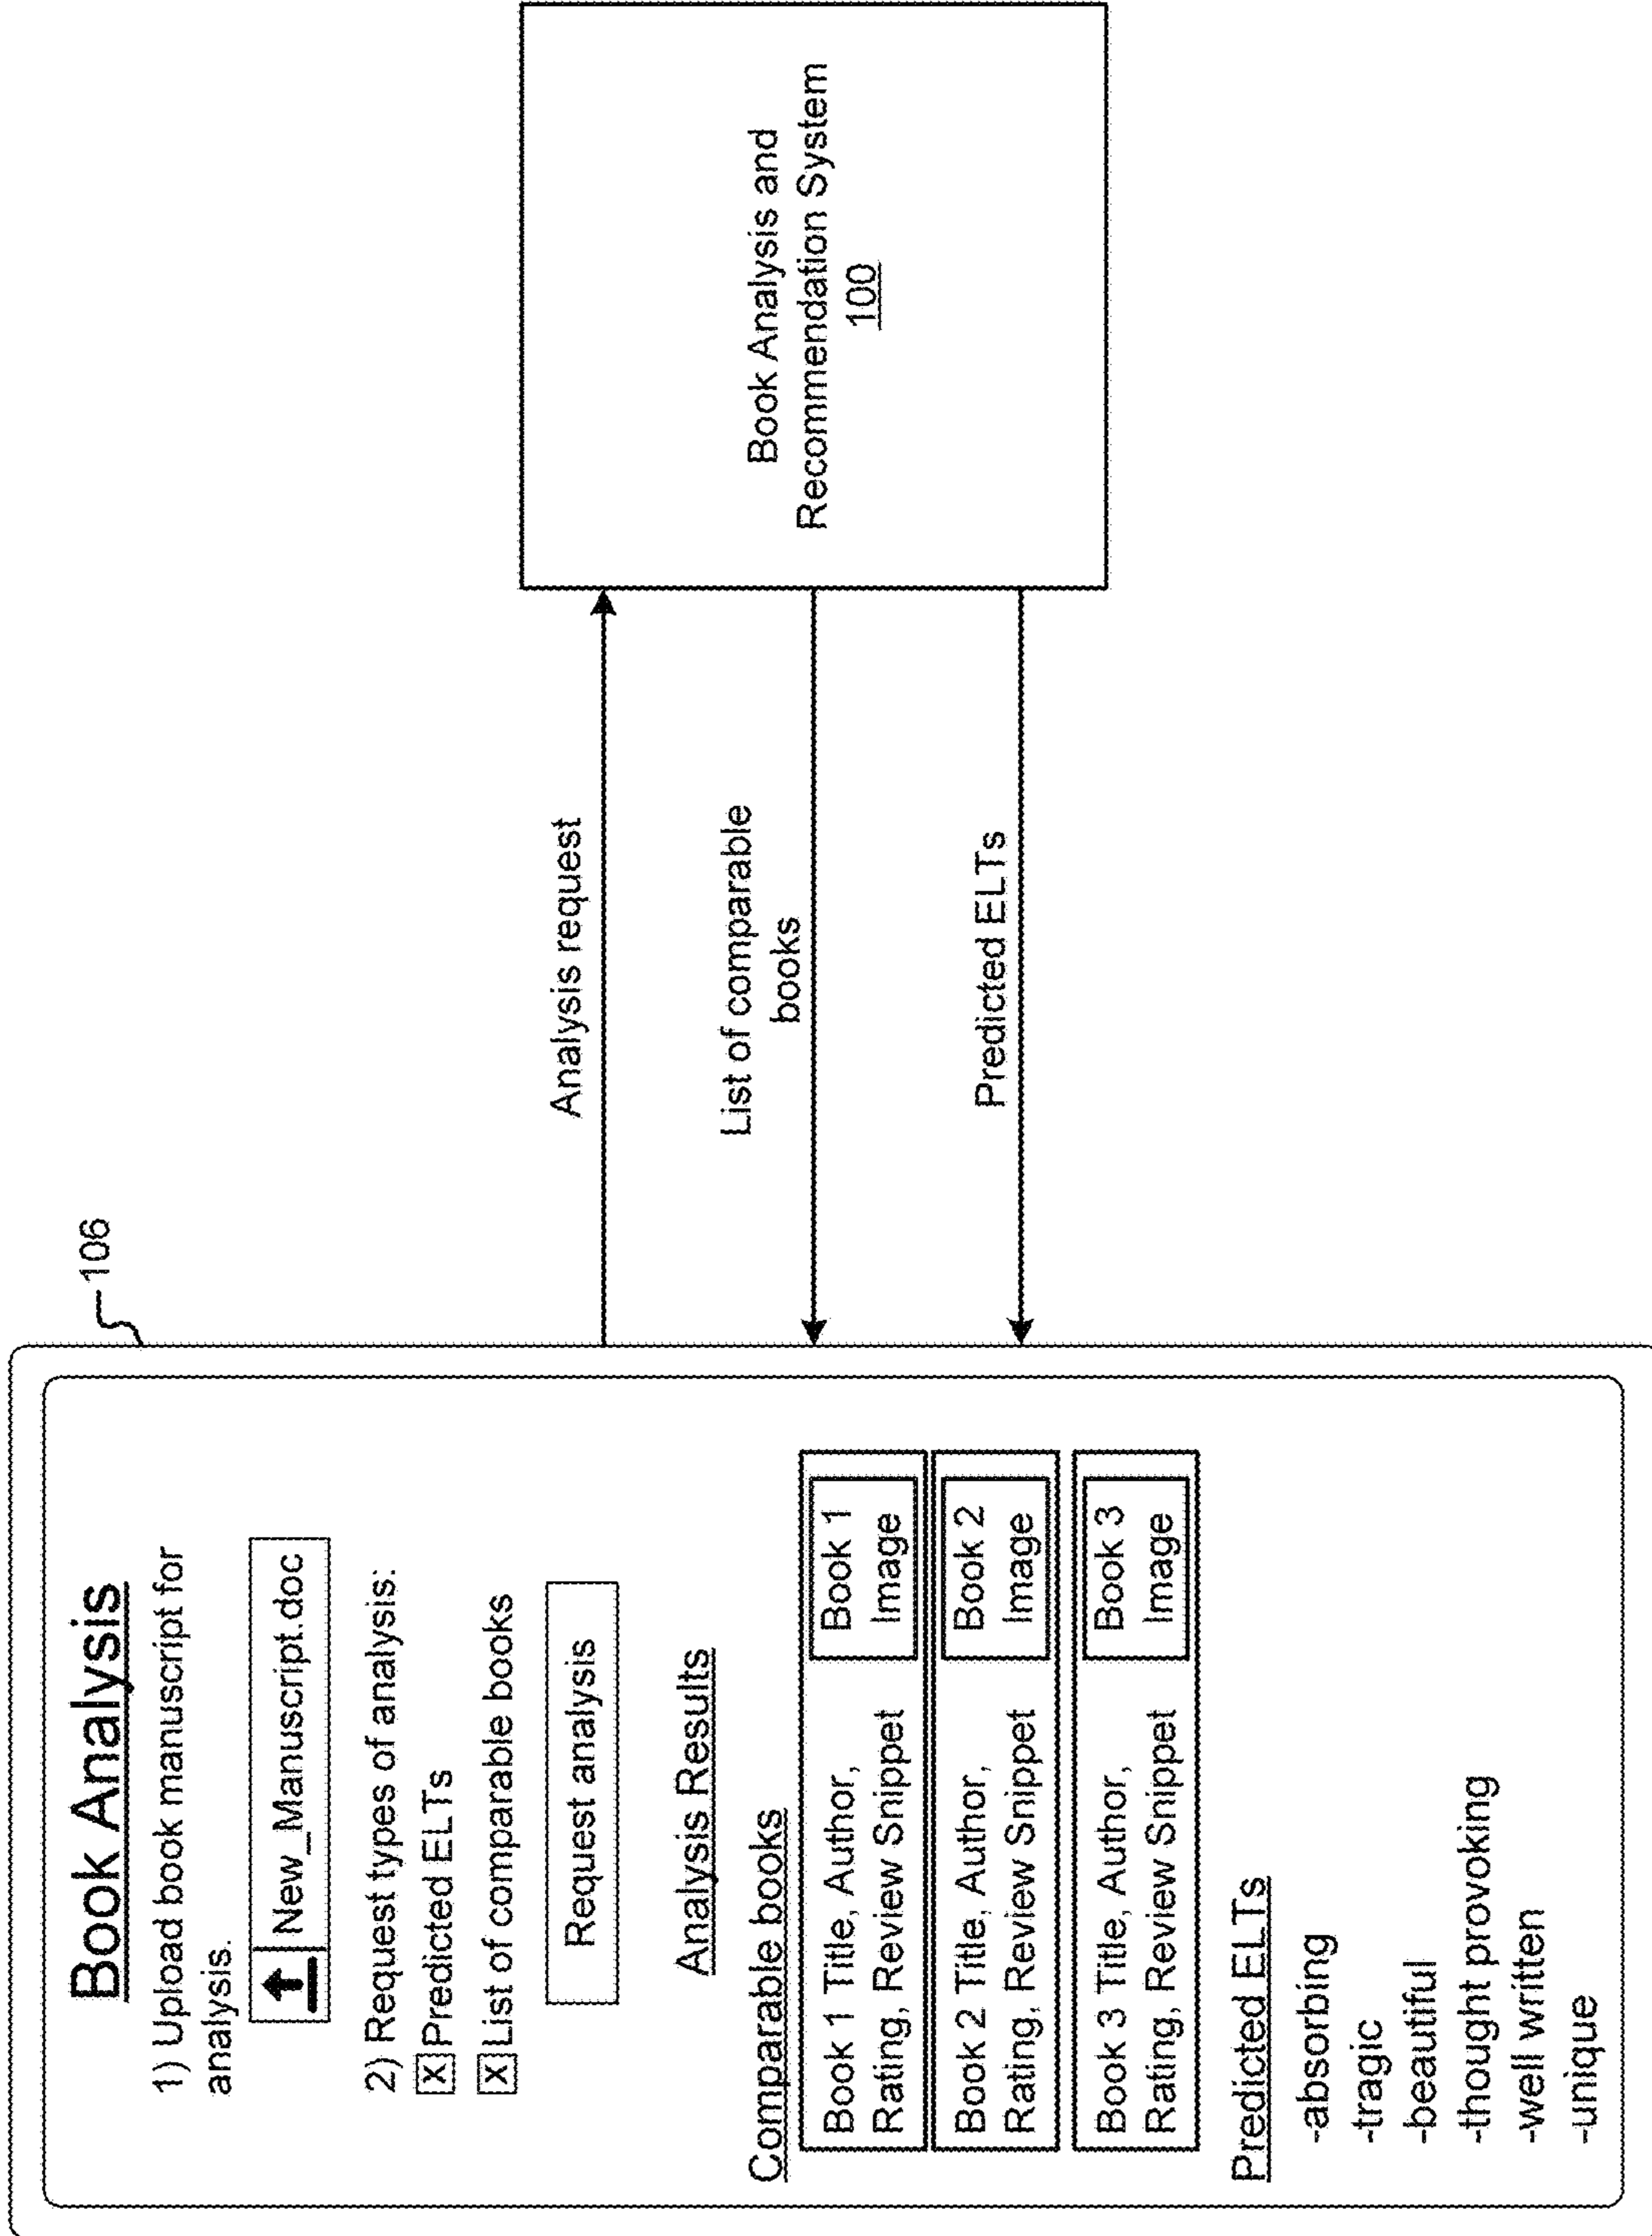 Book Analysis
1) Upload book manuscript for
analysis.
New_Manuscript.doc
2) Request types of analysis:
X Predicted ELTs
X List of comparable books
Request analysis
Analysis Results
Comparable books
Book 1 Title, Author,
Rating, Review Snippet
Book 1
Image
Book 2 Title, Author,
Rating, Review Snippet
Book 2
Image
Book 3 Title, Author,
Rating, Review Snippet
Book 3
Image
Predicted ELTs
-absorbing
-tragic
-beautiful
-thought provoking
-well written
-unique
106
Analysis request
List of comparable
books
Predicted ELTs
Book Analysis and
Recommendation System
100